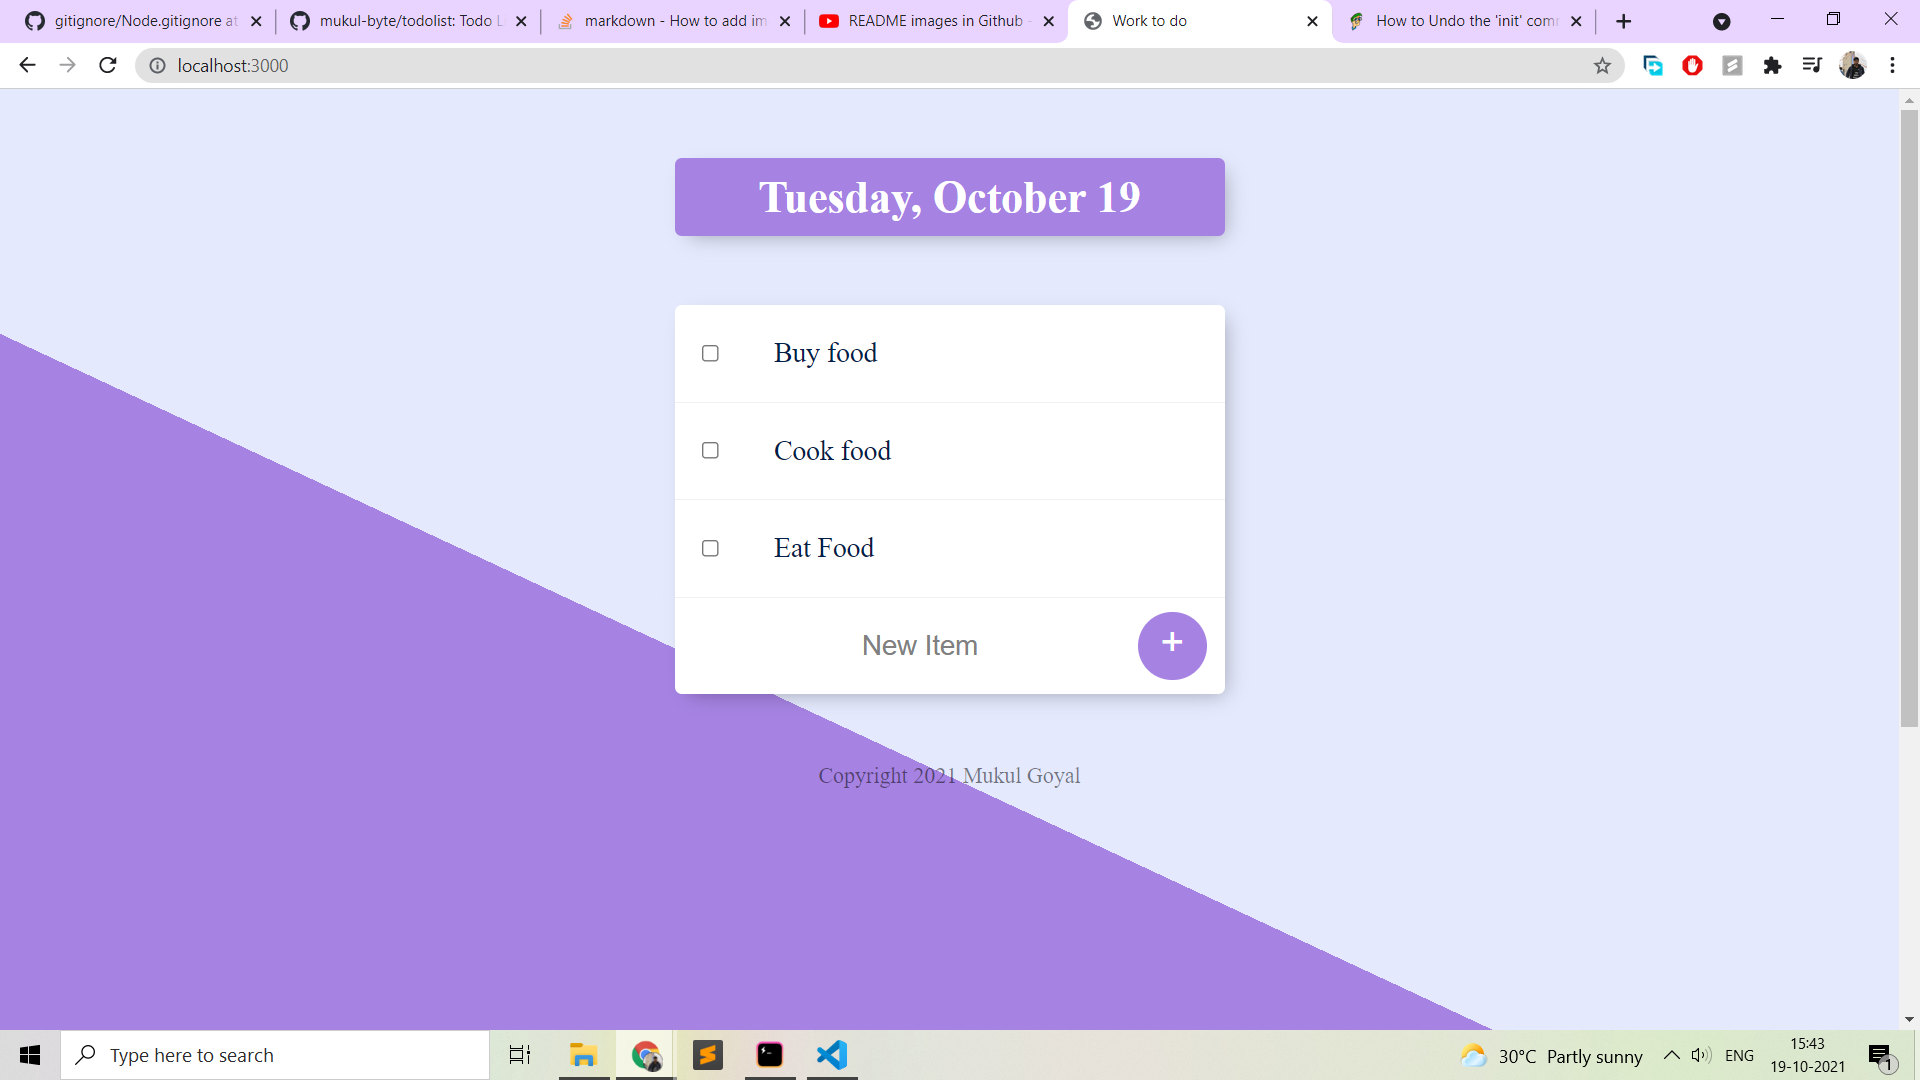 gitignore/Node.gitignore at
mukul-byte/todolist: Todo L
markdown - How to add im
README images in Github -
Work to do
How to Undo the 'init' com
localhost:3000
Tuesday, October 19
Buy food
Cook food
Eat Food
New Item
+
Copyright 2021 Mukul Goyal
Type here to search
30°C Partly sunny
ENG
15:43
19-10-2021
1